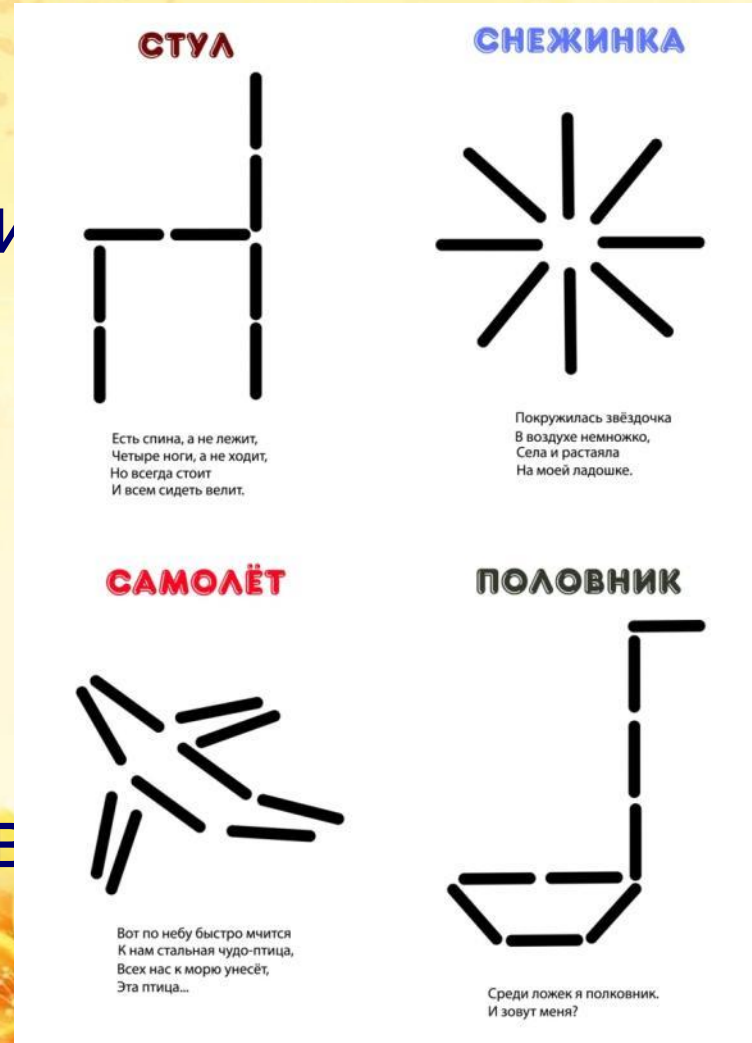 СТУЛ
Есть спина, а не лежит,
Четыре ноги, а не ходит,
Но всегда стоит
И всем сидеть велит.
СНЕЖИНКА
Покружилась звёздочка
В воздухе немножко,
Села и растаяла
На моей ладошке.
САМОЛЁТ
Вот по небу быстро мчится
К нам стальная чудо-птица,
Всех нас к морю унесёт,
Эта птица...
ПОЛОВНИК
Среди ложек я полковник.
И зовут меня?